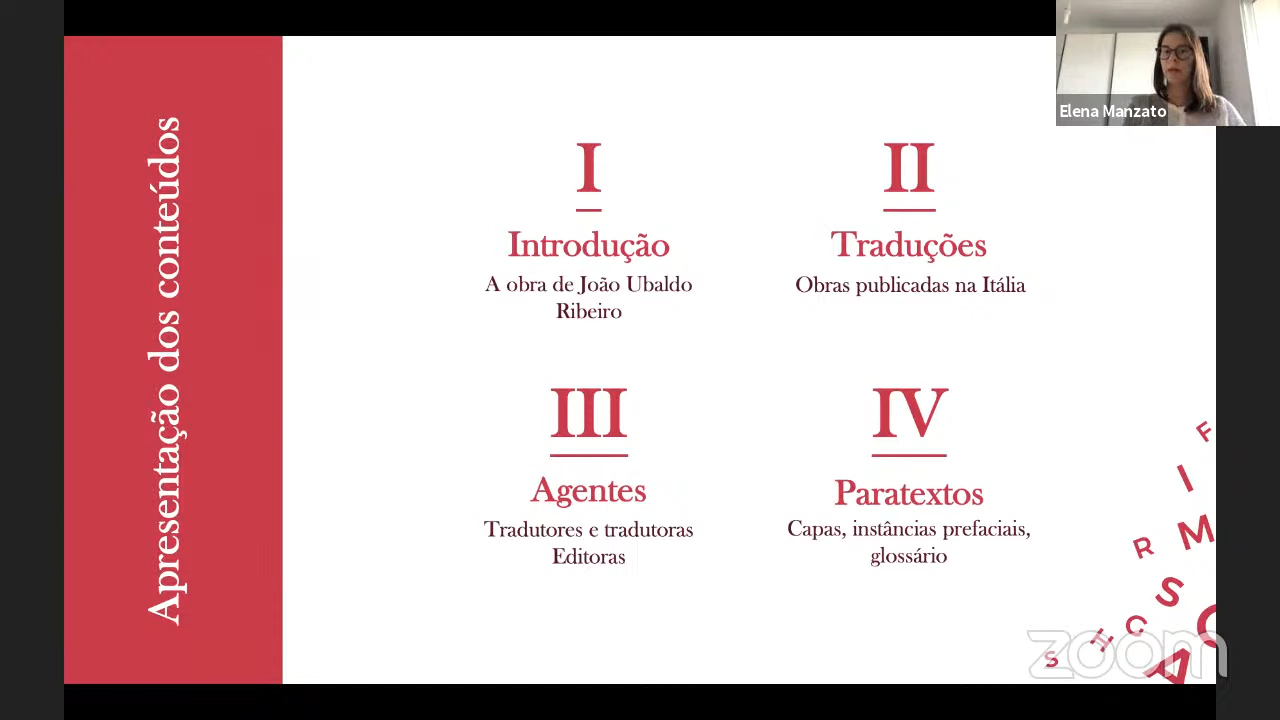 Elena Manzato
Apresentação dos conteúdos
I
Introdução
A obra de João Ubaldo
Ribeiro
II
Traduções
Obras publicadas na Itália
III
Agentes
Tradutores e tradutoras
Editoras
IV
Paratextos
Capas, instâncias prefaciais,
glossário
F
I
M
R
S
C
H
S
A
zoom